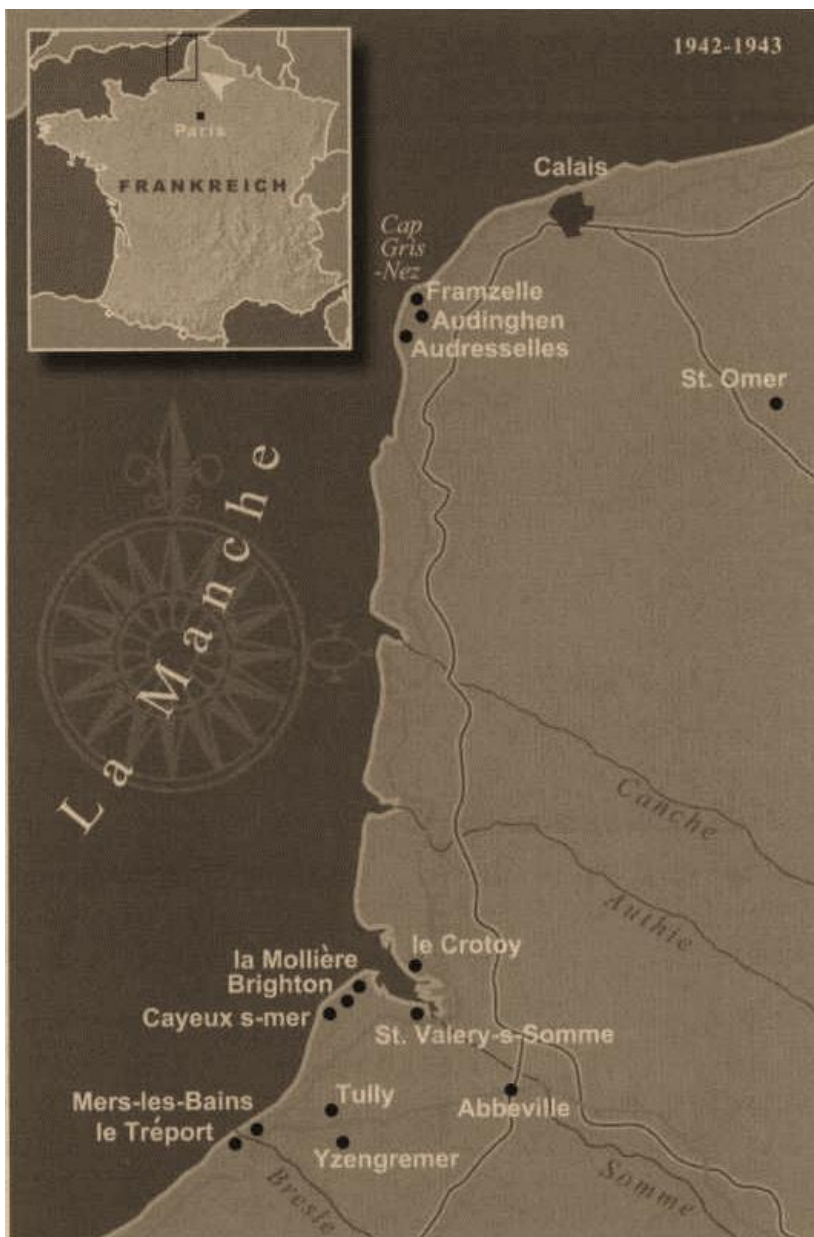 1942-1943
Paris
FRANKREICH
Calais
Cap
Gris
-Nez
Framzelle
Audinghen
Audresselles
St. Omer
La Manche
Canche
Authie
la Mollière
le Crotoy
Brighton
Cayeux s-mer
St. Valery-s-Somme
Mers-les-Bains
Tully
Abbeville
le Tréport
Yzengremer
Bresle
Somme